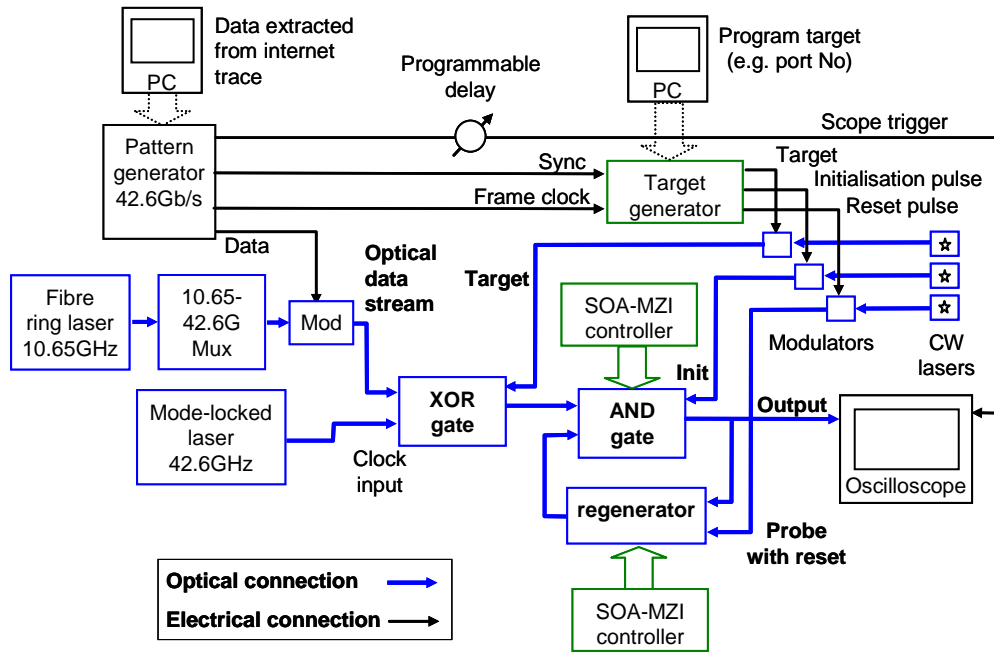 Data extracted
from internet
trace
PC
Programmable
delay
Program target
(e.g. port No)
PC
Scope trigger
Pattern
generator
42.6Gb/s
Sync
Frame clock
Target
generator
Target
Initialisation pulse
Reset pulse
Data
Optical
data
stream
Target
Fibre
ring laser
10.65GHz
10.65-
42.6G
Mux
Mod
SOA-MZI
controller
Modulators
CW
lasers
Init
Mode-locked
laser
42.6GHz
Clock
input
XOR
gate
AND
gate
Output
Oscilloscope
regenerator
Probe
with reset
Optical connection
Electrical connection
SOA-MZI
controller